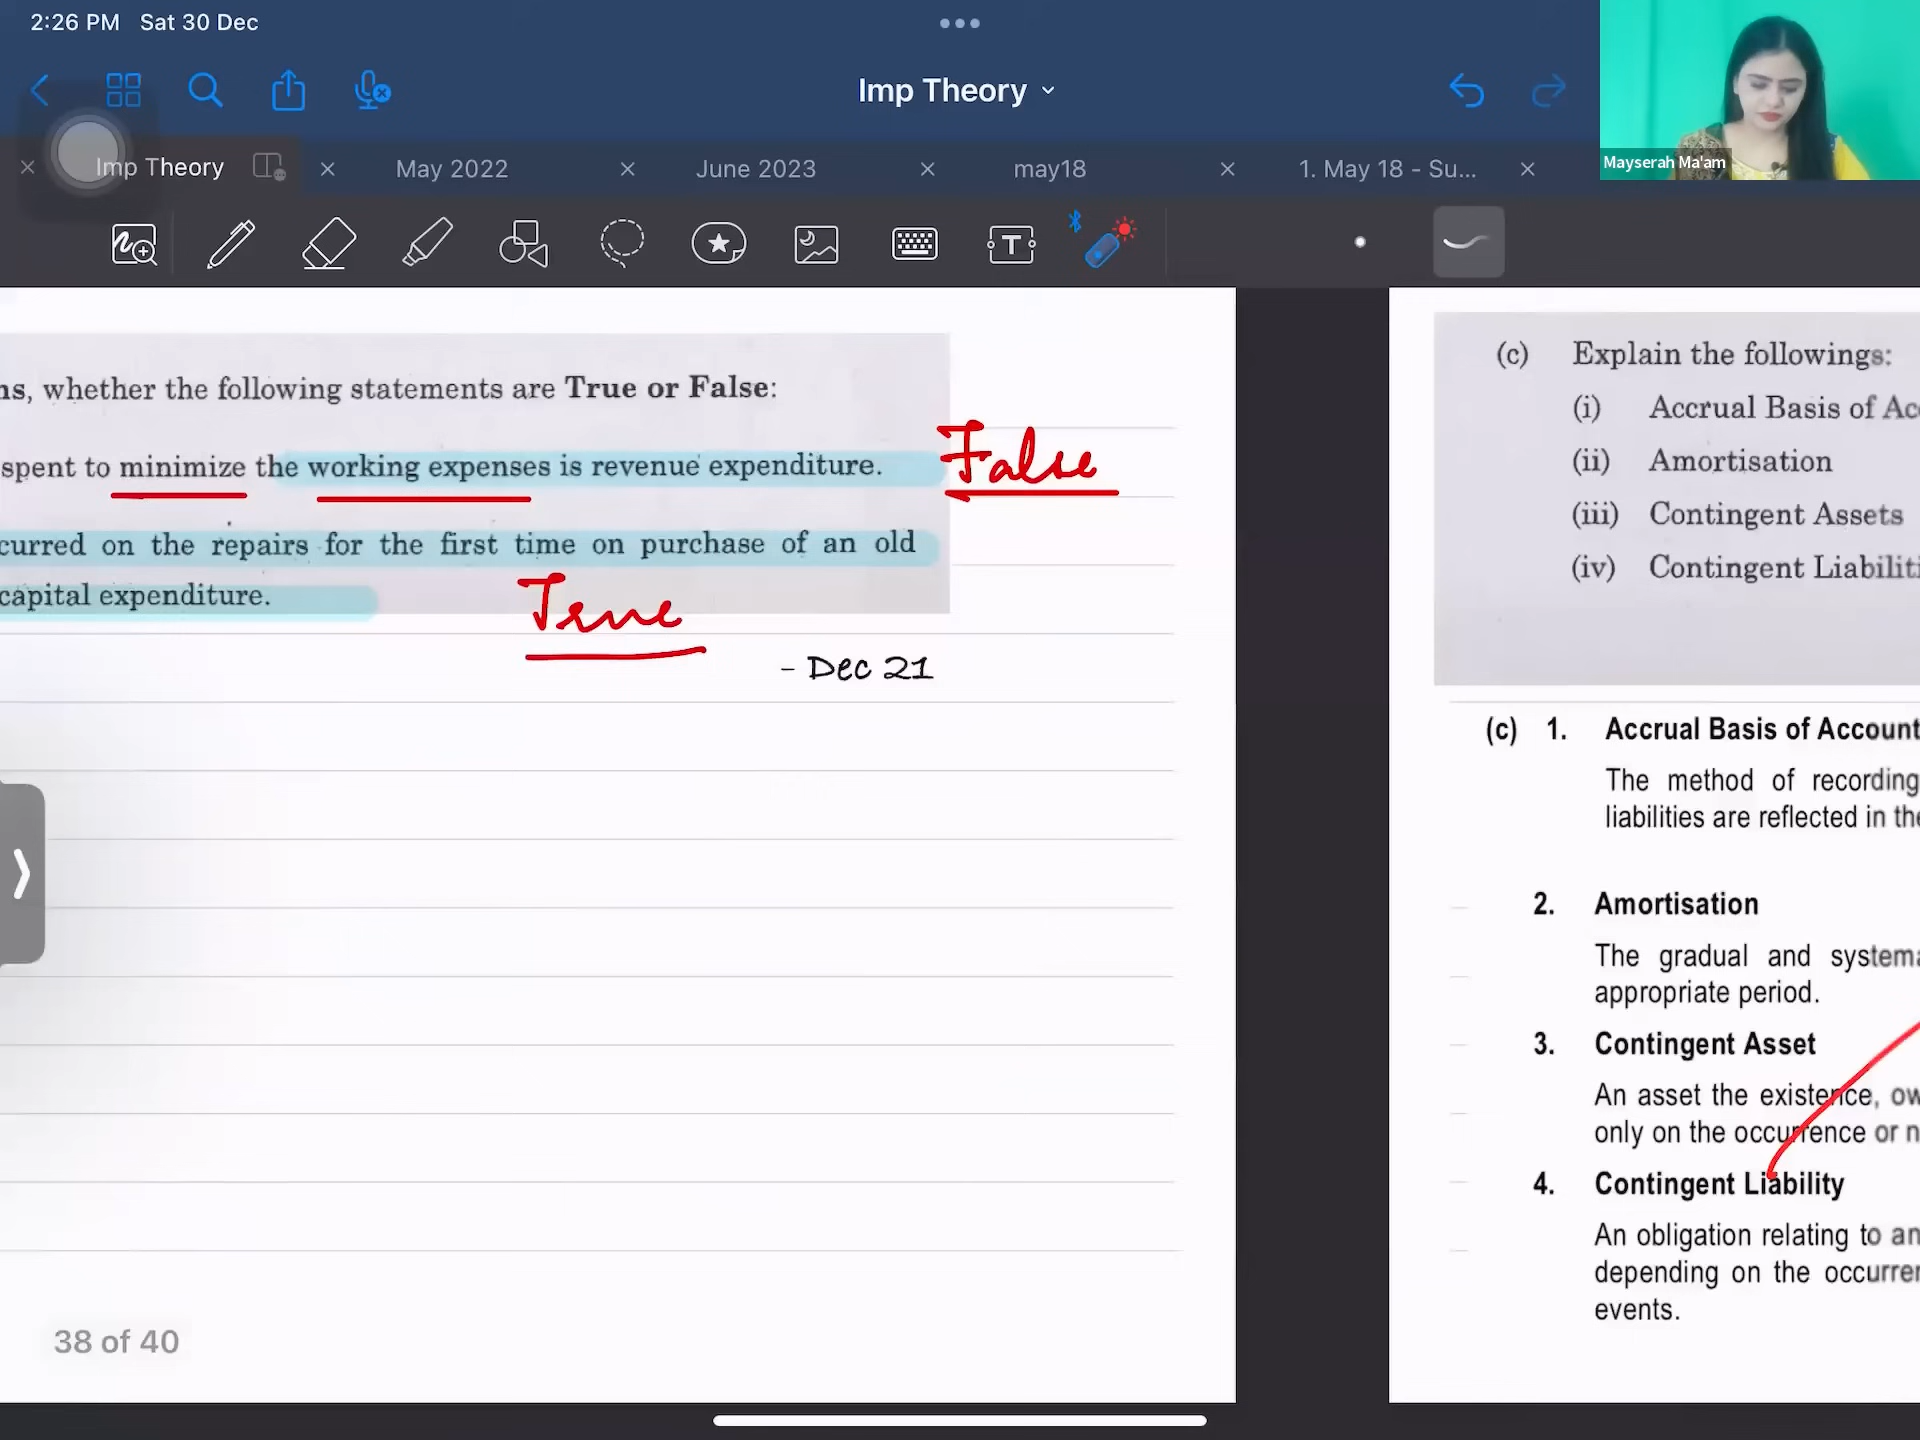 2:26 PM Sat 30 Dec
Imp Theory
Mayserah Ma'am
Imp Theory
May 2022
June 2023
may18
1. May 18 - Su...
T
ns, whether the following statements are True or False:
spent to minimize the working expenses is revenue expenditure.
False
curred on the repairs for the first time on purchase of an old
capital expenditure.
True
- Dec 21
38 of 40
(c) Explain the followings:
(i) Accrual Basis of Ac
(ii) Amortisation
(iii) Contingent Assets
(iv) Contingent Liabiliti
(c) 1. Accrual Basis of Account
The method of recording
liabilities are reflected in the
2. Amortisation
The gradual and systema
appropriate period.
3. Contingent Asset
An asset the existence, ow
only on the occurrence or n
4. Contingent Liability
An obligation relating to an
depending on the occurren
events.